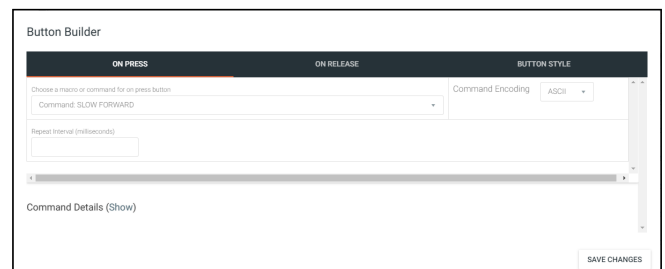 Button Builder
ON PRESS ON RELEASE BUTTON STYLE
Choose a macro or command for on press button
Command: SLOW FORWARD
Command Encoding ASCII
Repeat Interval (milliseconds)
Command Details (Show)
SAVE CHANGES